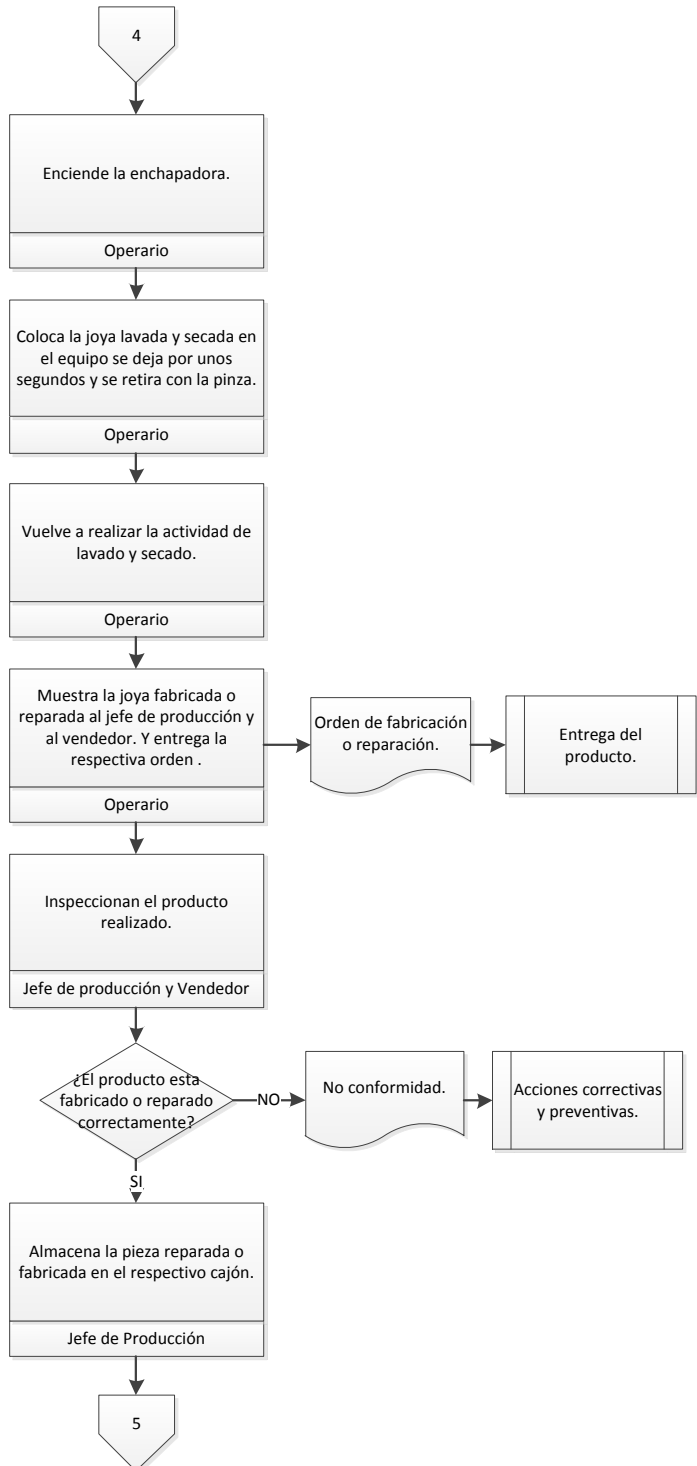 4
Enciende la enchapadora.
Operario
Coloca la joya lavada y secada en
el equipo se deja por unos
segundos y se retira con la pinza.
Operario
Vuelve a realizar la actividad de
lavado y secado.
Operario
Muestra la joya fabricada o
reparada al jefe de producción y
al vendedor. Y entrega la
respectiva orden .
Operario
Orden de fabricación
o reparación.
Entrega del
producto.
Inspeccionan el producto
realizado.
Jefe de producción y Vendedor
¿El producto esta
fabricado o reparado
correctamente?
NO
No conformidad.
Acciones correctivas
y preventivas.
SI
Almacena la pieza reparada o
fabricada en el respectivo cajón.
Jefe de Producción
5